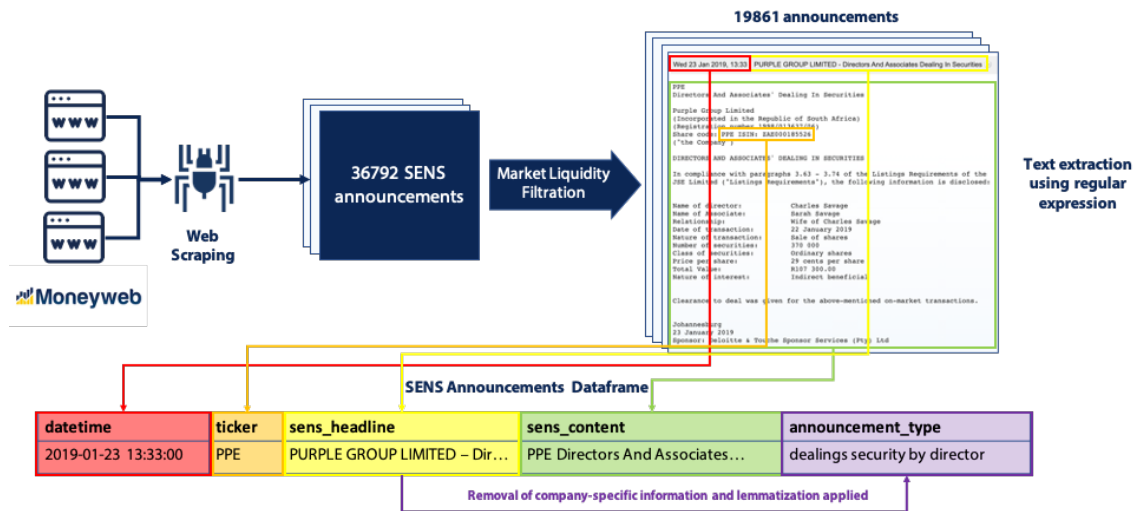 19861 announcements
Wed 23 Jan 2019, 13:33 PURPLE GROUP LIMITED - Directors And Associates Dealing In Securities
PPE
Directors And Associates' Dealing In Securities
Purple Group Limited
(Incorporated in the Republic of South Africa)
(Registration number 1998/013637/06)
Share code: PPE ISIN: ZAE000185526
("the Company")
DIRECTORS AND ASSOCIATES' DEALING IN SECURITIES
In compliance with paragraphs 3.63 - 3.74 of the Listings Requirements of the
JSE Limited ("Listings Requirements"), the following information is disclosed:
Name of director: Charles Savage
Name of Associate: Sarah Savage
Relationship: Wife of Charles Savage
Date of transaction: 22 January 2019
Nature of transaction: Sale of shares
Number of securities: 370 000
Class of securities: Ordinary shares
Price per share: 29 cents per share
Total Value: R107 300.00
Nature of interest: Indirect beneficial
Clearance to deal was given for the above-mentioned on-market transactions.
Johannesburg
23 January 2019
Sponsor: Deloitte & Touche Sponsor Services (Pty) Ltd
www
www
www
Moneyweb
Web
Scraping
36792 SENS
announcements
Market Liquidity
Filtration
Text extraction
using regular
expression
SENS Announcements Dataframe
datetime ticker sens_headline sens_content announcement_type
2019-01-23 13:33:00 PPE PURPLE GROUP LIMITED – Dir... PPE Directors And Associates... dealings security by director
Removal of company-specific information and lemmatization applied